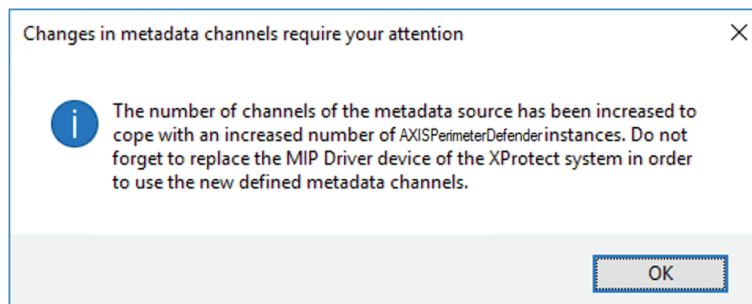 Changes in metadata channels require your attention
The number of channels of the metadata source has been increased to
cope with an increased number of AXISPerimeterDefender instances. Do not
forget to replace the MIP Driver device of the XProtect system in order
to use the new defined metadata channels.
OK